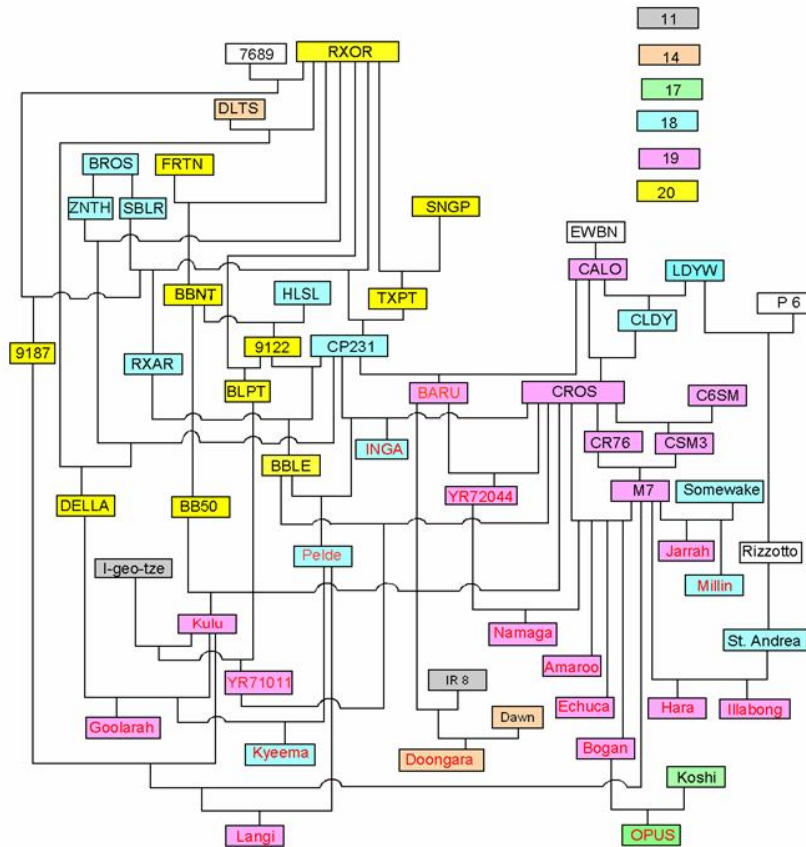 7689
RXOR
11
14
17
18
19
20
DLTS
BROS
FRTN
ZNTH
SBLR
SNGP
EWBN
CALO
LDYW
P 6
BBNT
HLSL
TXPT
CLDY
9187
RXAR
9122
CP231
BLPT
BARU
CROS
C6SM
INGA
CR76
CSM3
BBLE
YR72044
M7
Somewake
DELLA
BB50
Pelde
Jarrah
Rizzotto
I-geo-tze
Millin
Kulu
Namaga
St. Andrea
Amaroo
YR71011
IR 8
Echuca
Hara
Illabong
Goolarah
Dawn
Kyeema
Doongara
Bogan
Koshi
Langi
OPUS